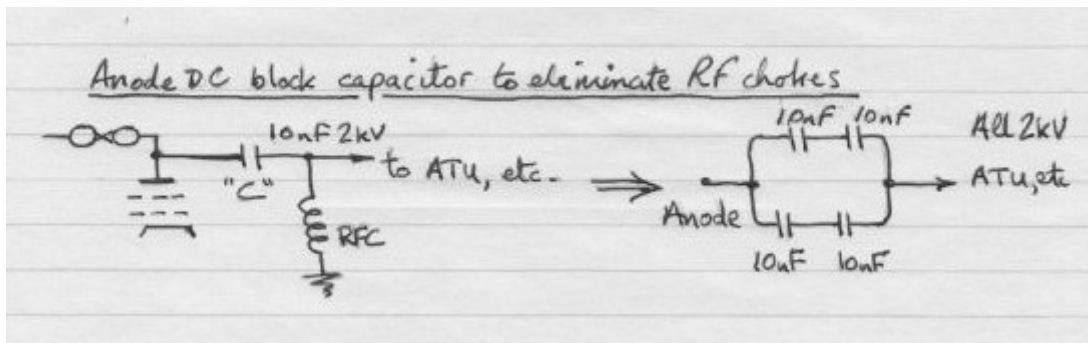 Anode DC block capacitor to eliminate RF chokes
10nF 2kV
"C"
to ATU, etc.
RFC
10nF 10nF
All 2kV
Anode
ATU, etc
10nF 10nF